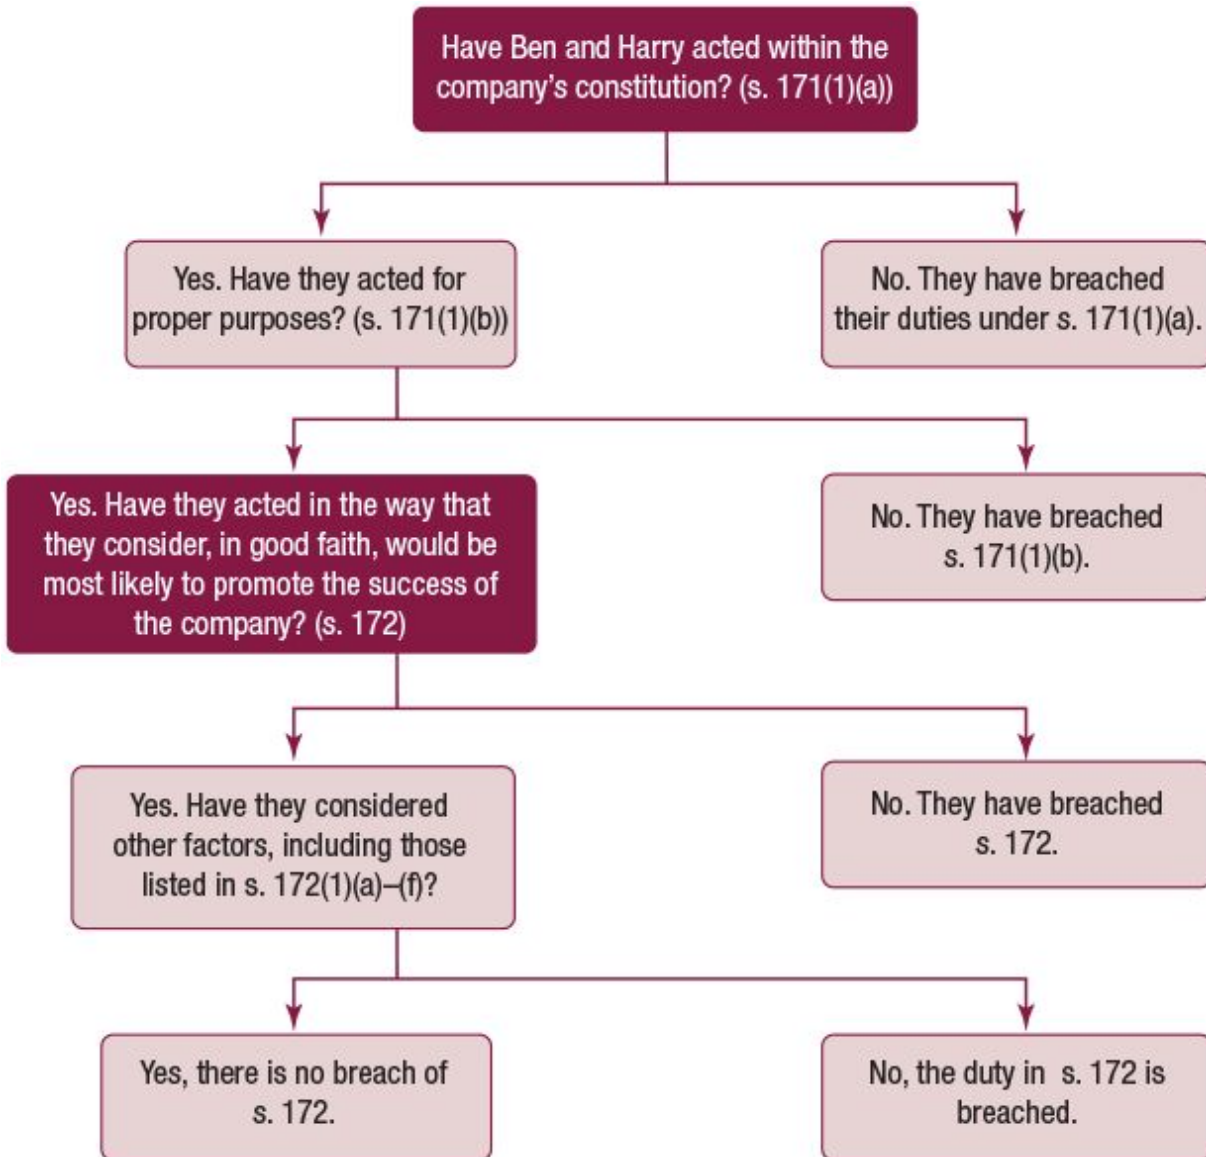 Have Ben and Harry acted within the
company's constitution? (s. 171(1)(a))
Yes. Have they acted for
proper purposes? (s. 171(1)(b))
No. They have breached
their duties under s. 171(1)(a).
Yes. Have they acted in the way that
they consider, in good faith, would be
most likely to promote the success of
the company? (s. 172)
No. They have breached
s. 171(1)(b).
Yes. Have they considered
other factors, including those
listed in s. 172(1)(a)–(f)?
No. They have breached
s. 172.
Yes, there is no breach of
s. 172.
No, the duty in s. 172 is
breached.